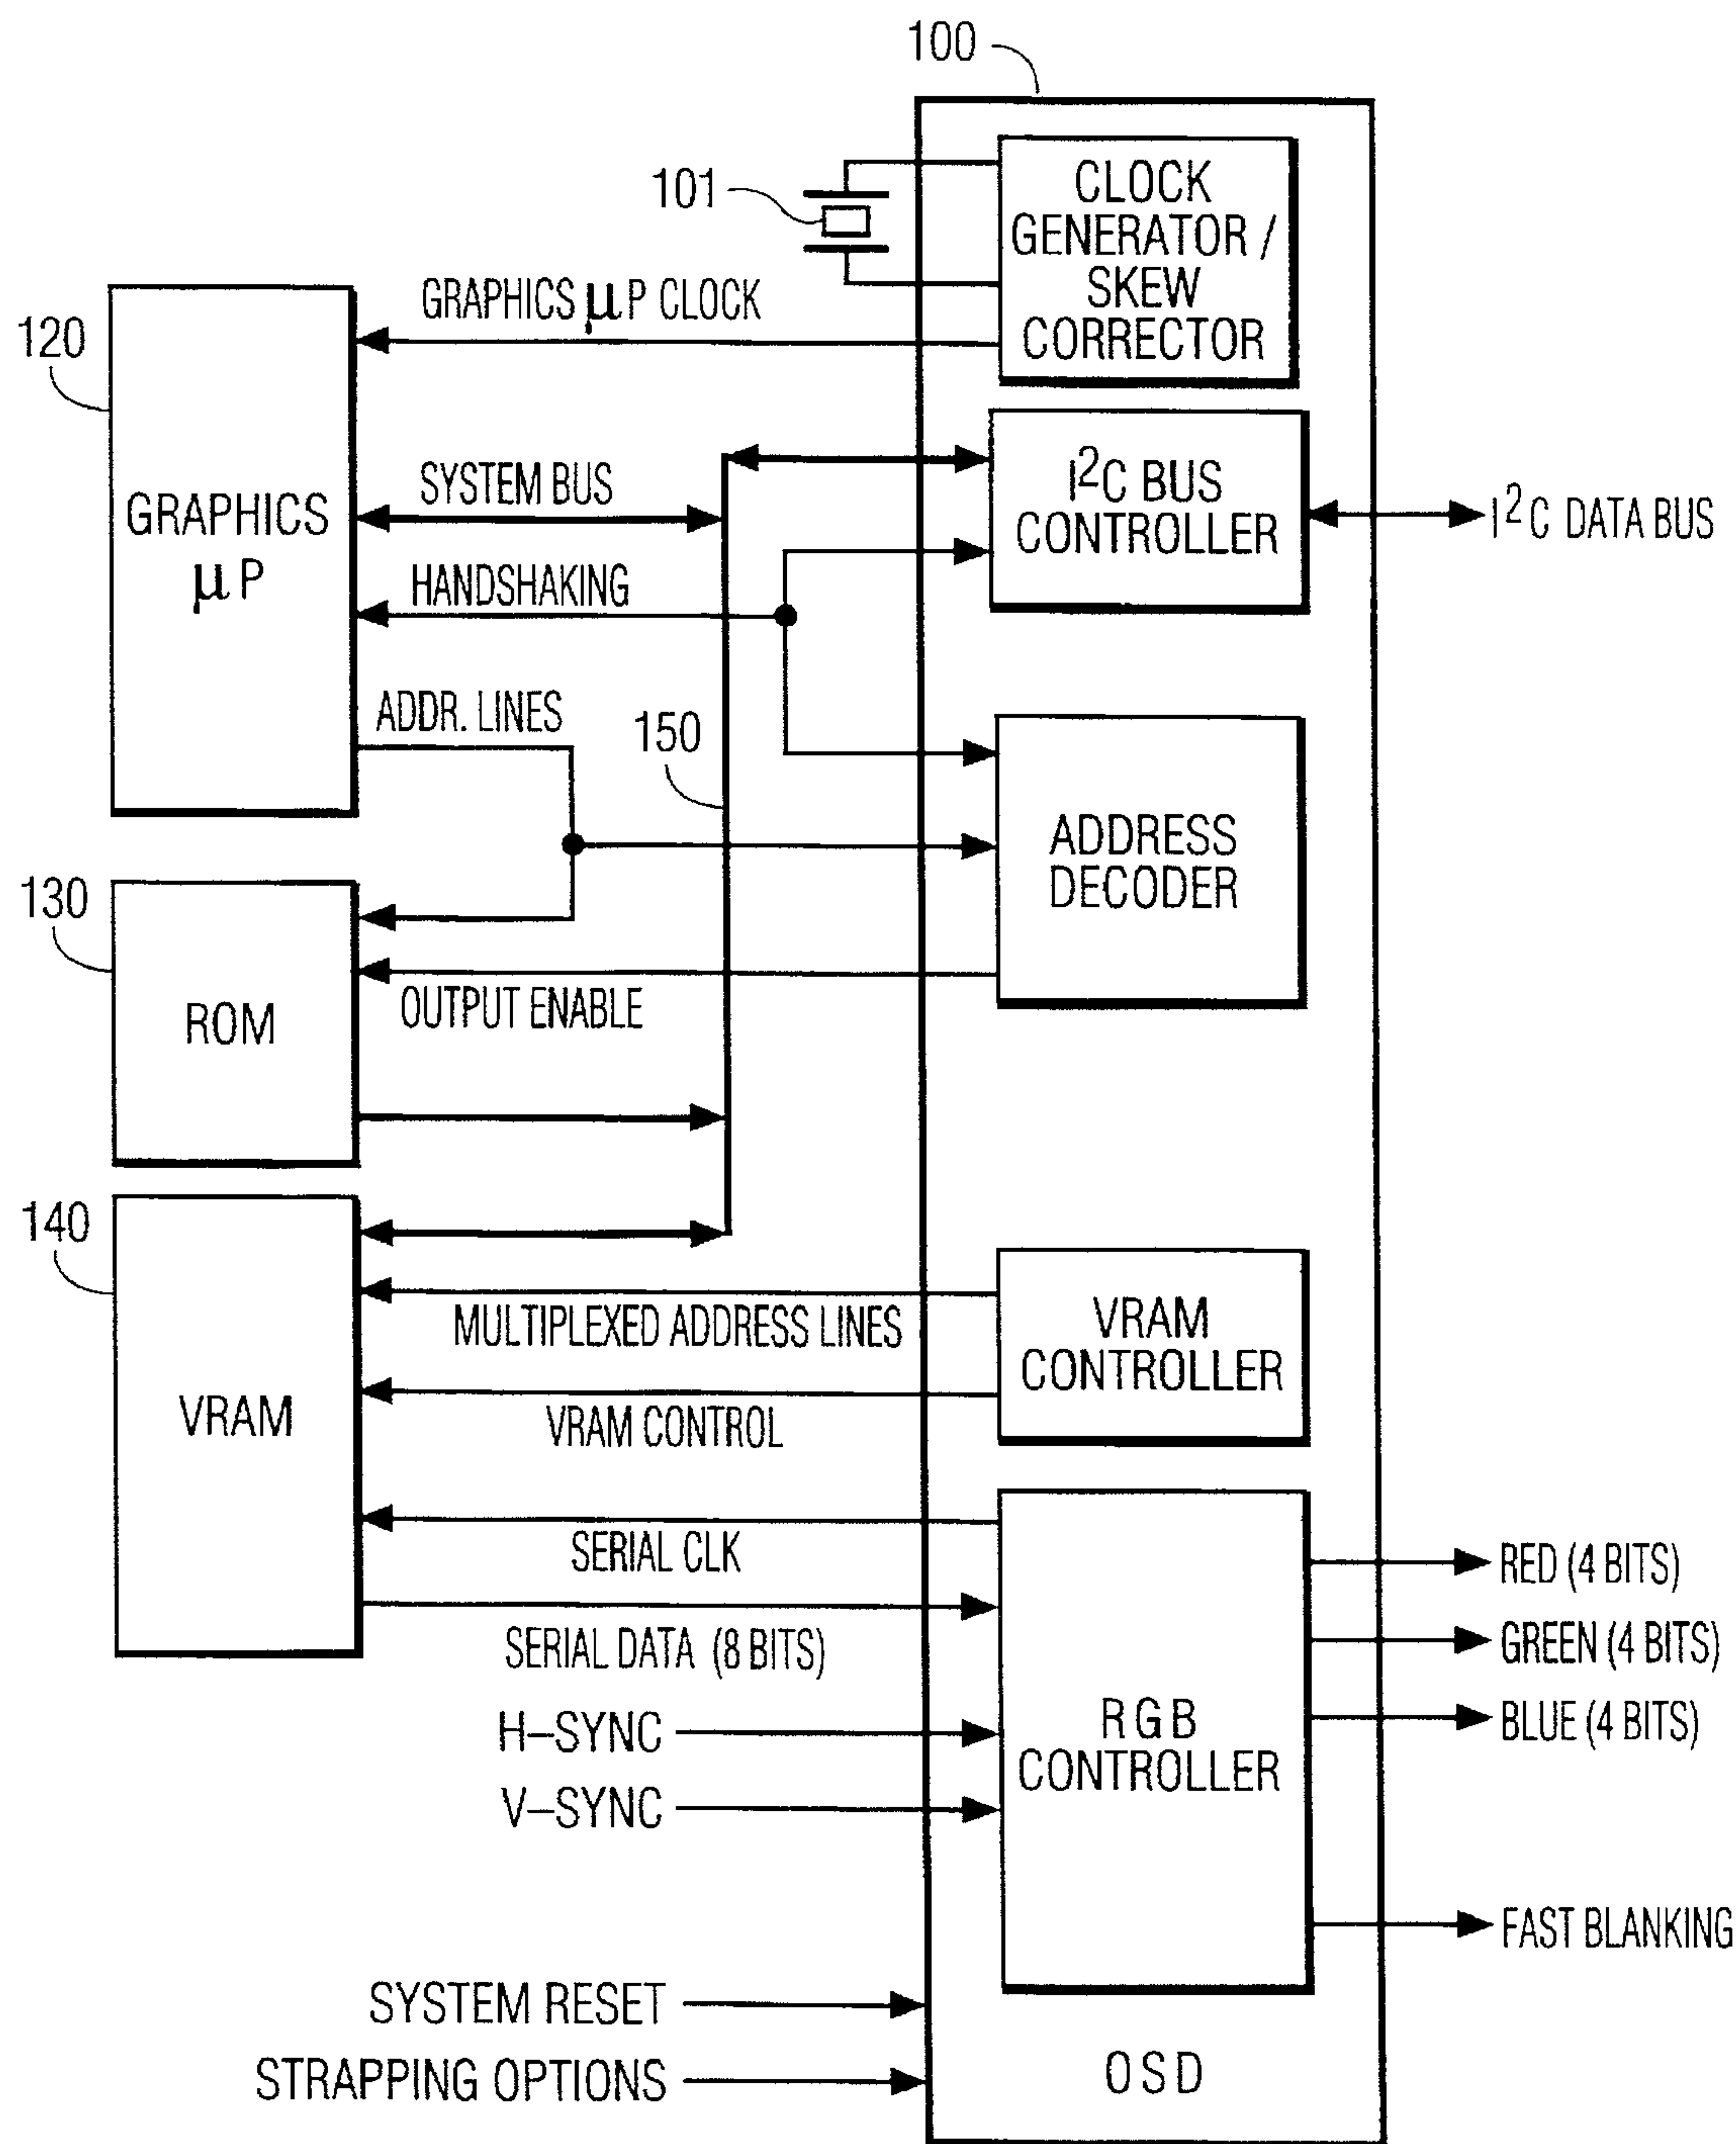 100
101
CLOCK
GENERATOR /
SKEW
CORRECTOR
GRAPHICS μP CLOCK
120
GRAPHICS
μP
SYSTEM BUS
I²C BUS
CONTROLLER
I²C DATA BUS
HANDSHAKING
ADDR. LINES
150
ADDRESS
DECODER
130
ROM
OUTPUT ENABLE
140
VRAM
MULTIPLEXED ADDRESS LINES
VRAM
CONTROLLER
VRAM CONTROL
SERIAL CLK
SERIAL DATA (8 BITS)
RED (4 BITS)
GREEN (4 BITS)
BLUE (4 BITS)
H–SYNC
V–SYNC
RGB
CONTROLLER
FAST BLANKING
SYSTEM RESET
STRAPPING OPTIONS
OSD